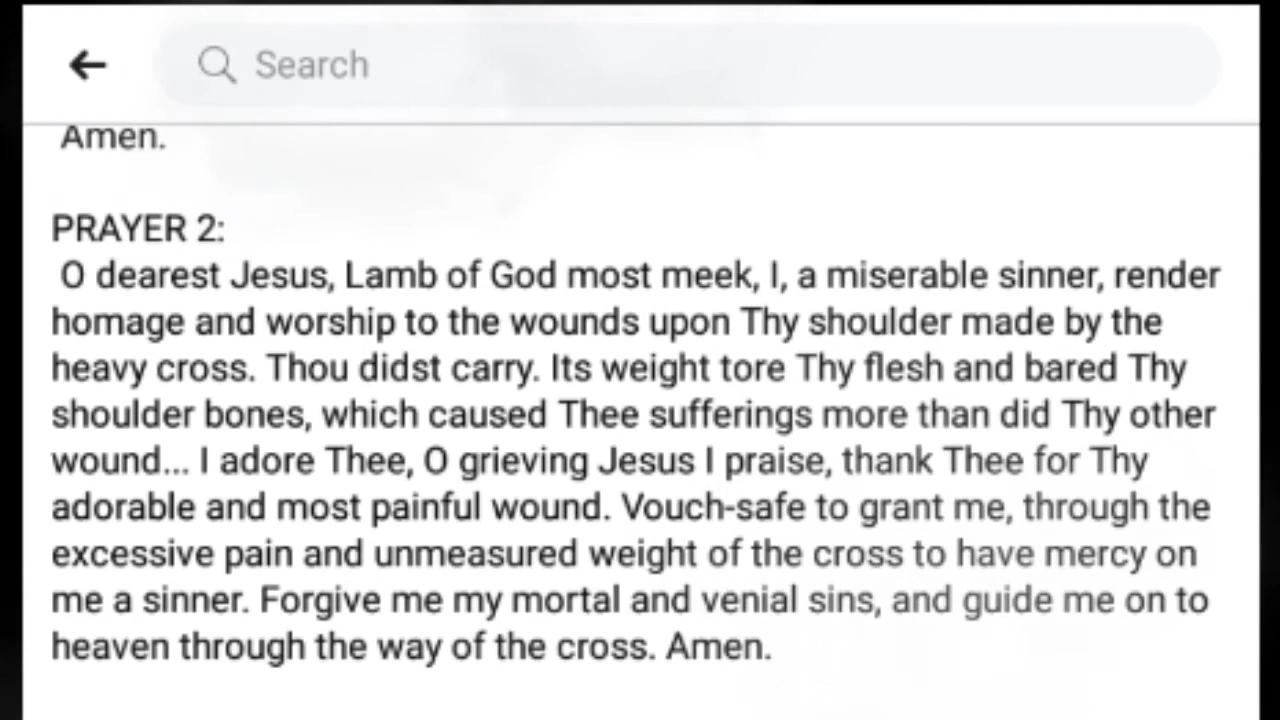 Search
Amen.
PRAYER 2:
O dearest Jesus, Lamb of God most meek, I, a miserable sinner, render
homage and worship to the wounds upon Thy shoulder made by the
heavy cross. Thou didst carry. Its weight tore Thy flesh and bared Thy
shoulder bones, which caused Thee sufferings more than did Thy other
wound... I adore Thee, O grieving Jesus I praise, thank Thee for Thy
adorable and most painful wound. Vouch-safe to grant me, through the
excessive pain and unmeasured weight of the cross to have mercy on
me a sinner. Forgive me my mortal and venial sins, and guide me on to
heaven through the way of the cross. Amen.